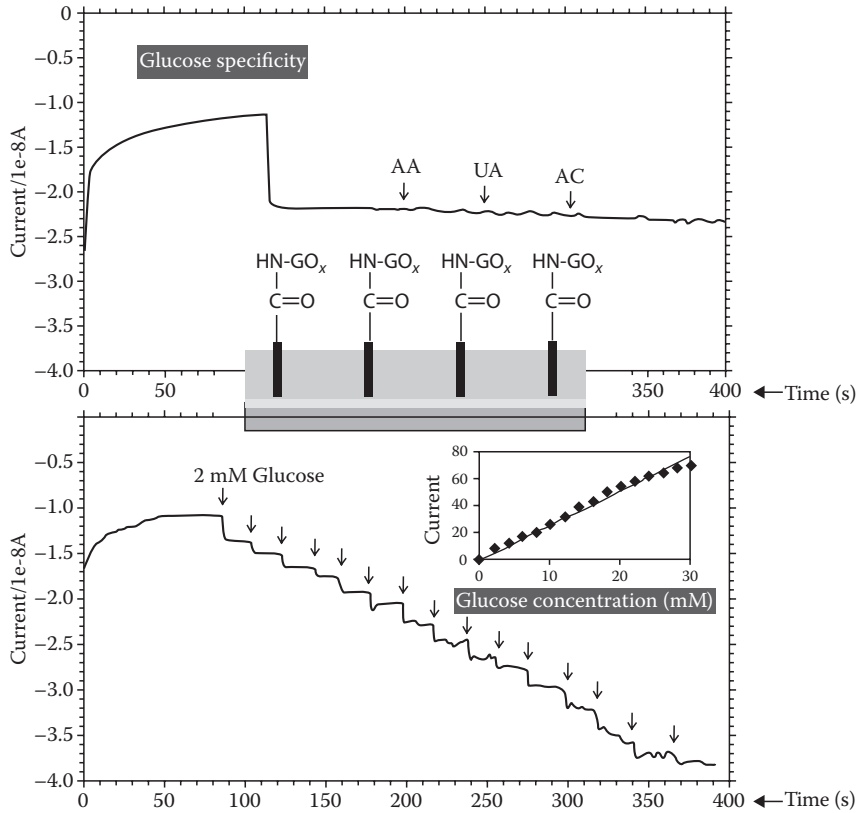 0
−0.5
−1.0
−1.5
−2.0
−2.5
−3.0
−3.5
−4.0
Current/1e-8A
Glucose specificity
AA
UA
AC
HN-GOx HN-GOx HN-GOx HN-GOx
C=O C=O C=O C=O
0 50 350 400
Time (s)
−0.5
−1.0
−1.5
−2.0
−2.5
−3.0
−3.5
−4.0
Current/1e-8A
2 mM Glucose
80
60
40
20
0
Current
0 10 20 30
Glucose concentration (mM)
0 50 100 150 200 250 300 350 400
Time (s)